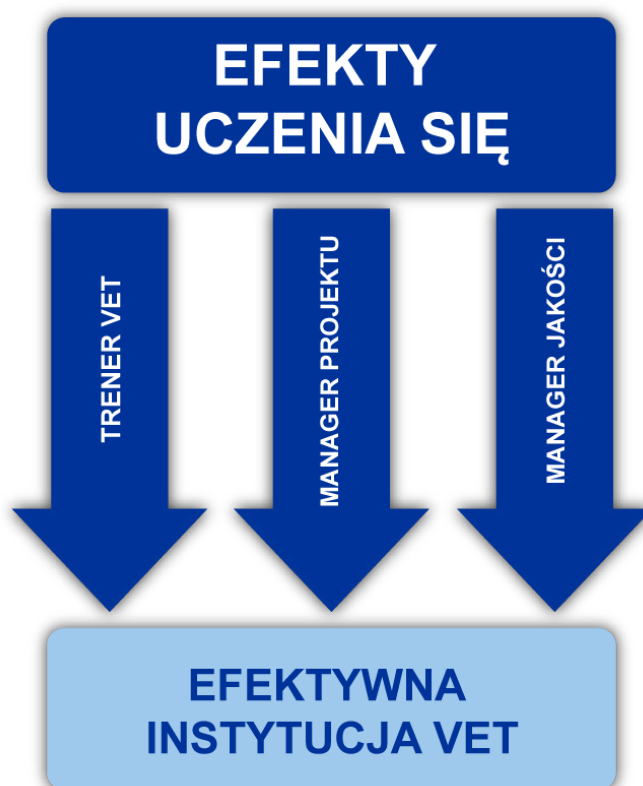 EFEKTY
UCZENIA SIĘ
TRENER VET
MANAGER PROJEKTU
MANAGER JAKOŚCI
EFEKTYWNA
INSTYTUCJA VET